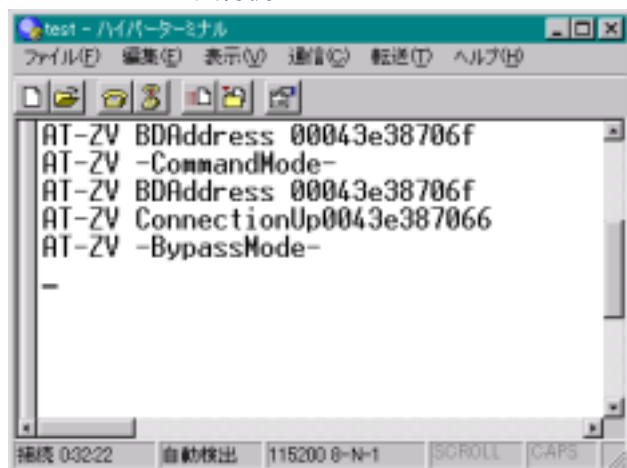 test - ハイパーターミナル
ファイル(F) 編集(E) 表示(V) 通信(C) 転送(T) ヘルプ(H)
AT-ZV BDAddress 00043e38706f
AT-ZV -CommandMode-
AT-ZV BDAddress 00043e38706f
AT-ZV ConnectionUp0043e387066
AT-ZV -BypassMode-
接続 0:32:22 自動検出 115200 8-N-1 SCROLL CAPS